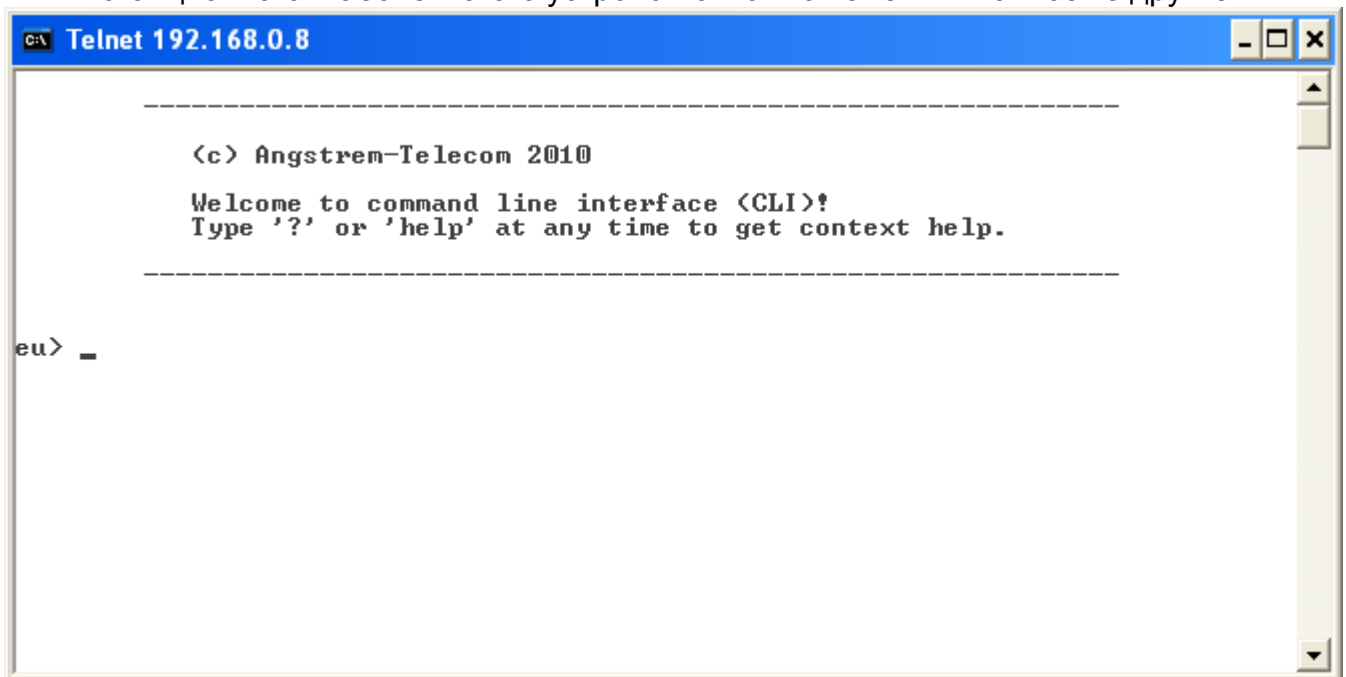 Telnet 192.168.0.8
(c) Angstrem-Telecom 2010
Welcome to command line interface (CLI)!
Type '?' or 'help' at any time to get context help.
eu> _